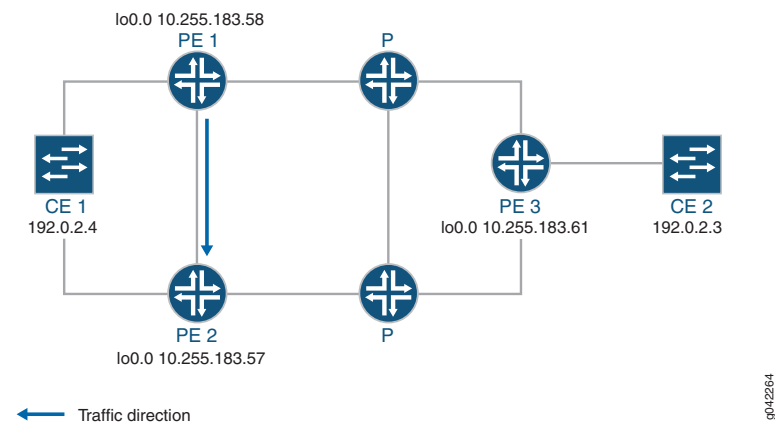 lo0.0 10.255.183.58
PE 1
P
CE 1
192.0.2.4
PE 3
lo0.0 10.255.183.61
CE 2
192.0.2.3
PE 2
lo0.0 10.255.183.57
P
Traffic direction
g042264